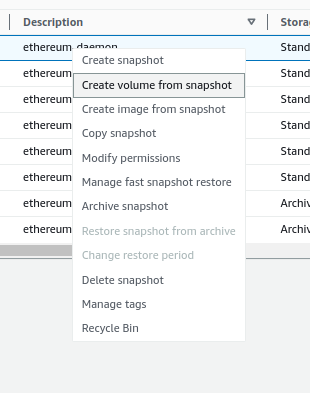 Description
Storag
ethereum-daemon
Stand
ethereum
Stand
ethereum
Stand
ethereum
Stand
ethereum
Stand
ethereum
Stand
ethereum
Archiv
ethereum
Archiv
Create snapshot
Create volume from snapshot
Create image from snapshot
Copy snapshot
Modify permissions
Manage fast snapshot restore
Archive snapshot
Restore snapshot from archive
Change restore period
Delete snapshot
Manage tags
Recycle Bin